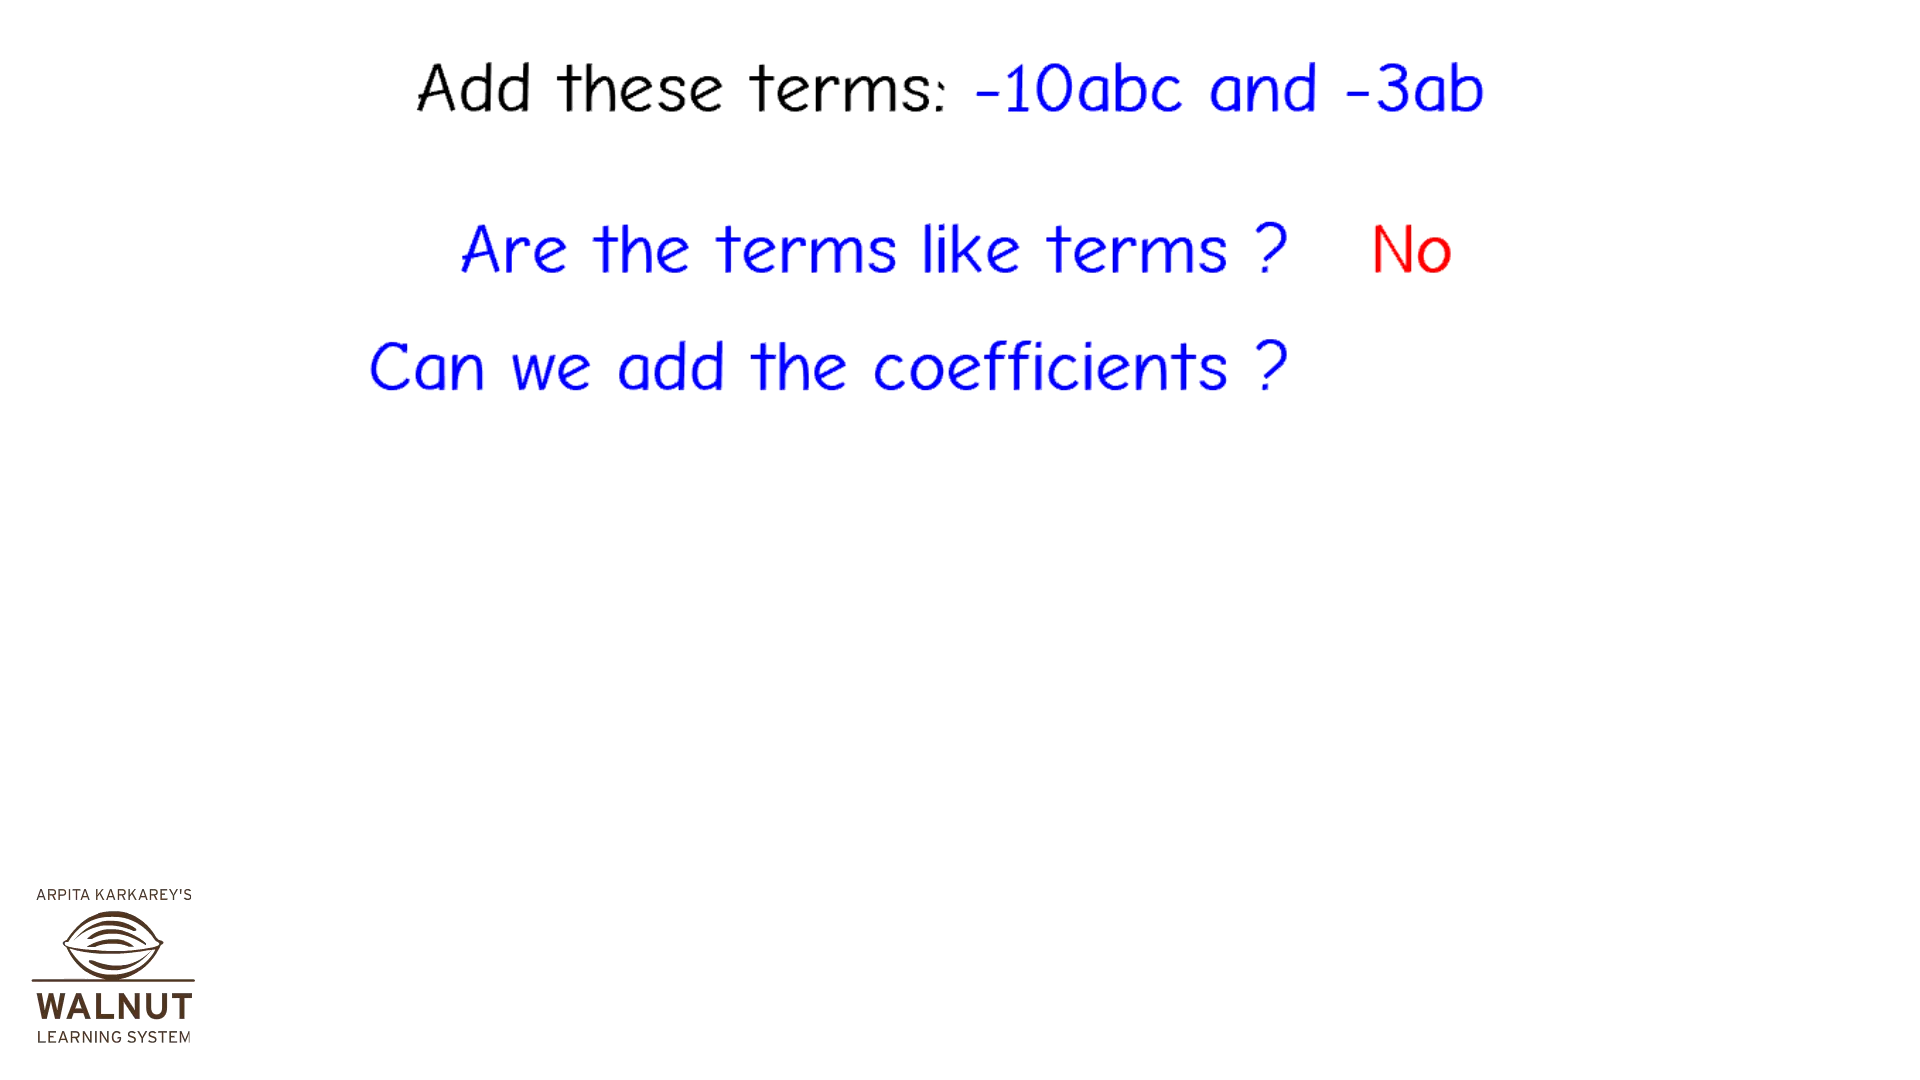 Add these terms: -10abc and -3ab
Are the terms like terms ? No
Can we add the coefficients ?
ARPITA KARKAREY'S
WALNUT
LEARNING SYSTEM